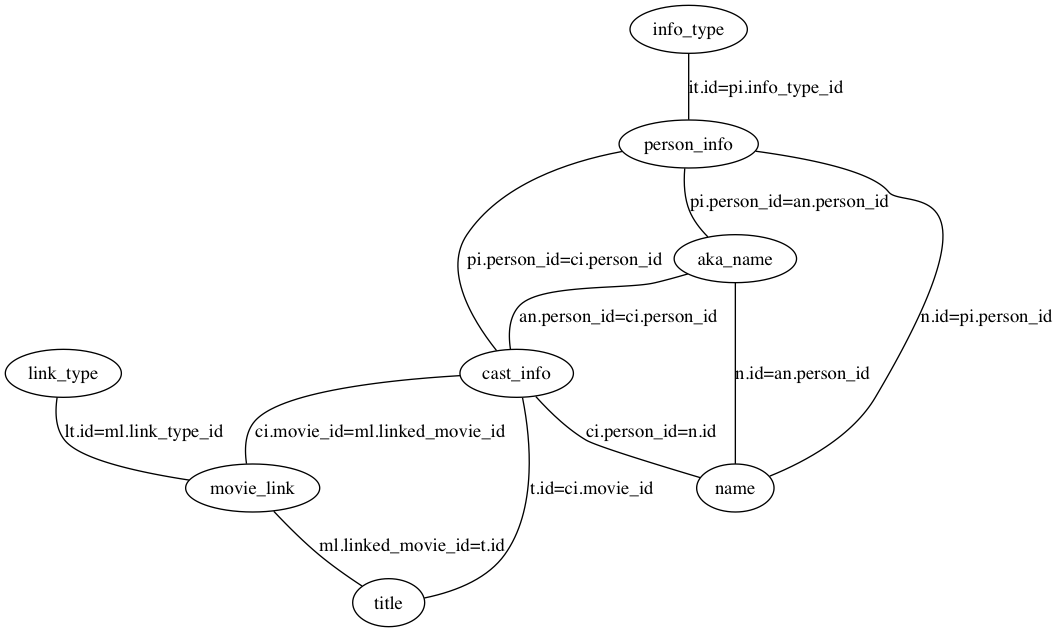 info_type
it.id=pi.info_type_id
person_info
pi.person_id=an.person_id
pi.person_id=ci.person_id
aka_name
an.person_id=ci.person_id
n.id=pi.person_id
link_type
cast_info
n.id=an.person_id
lt.id=ml.link_type_id
ci.movie_id=ml.linked_movie_id
ci.person_id=n.id
movie_link
t.id=ci.movie_id
name
ml.linked_movie_id=t.id
title